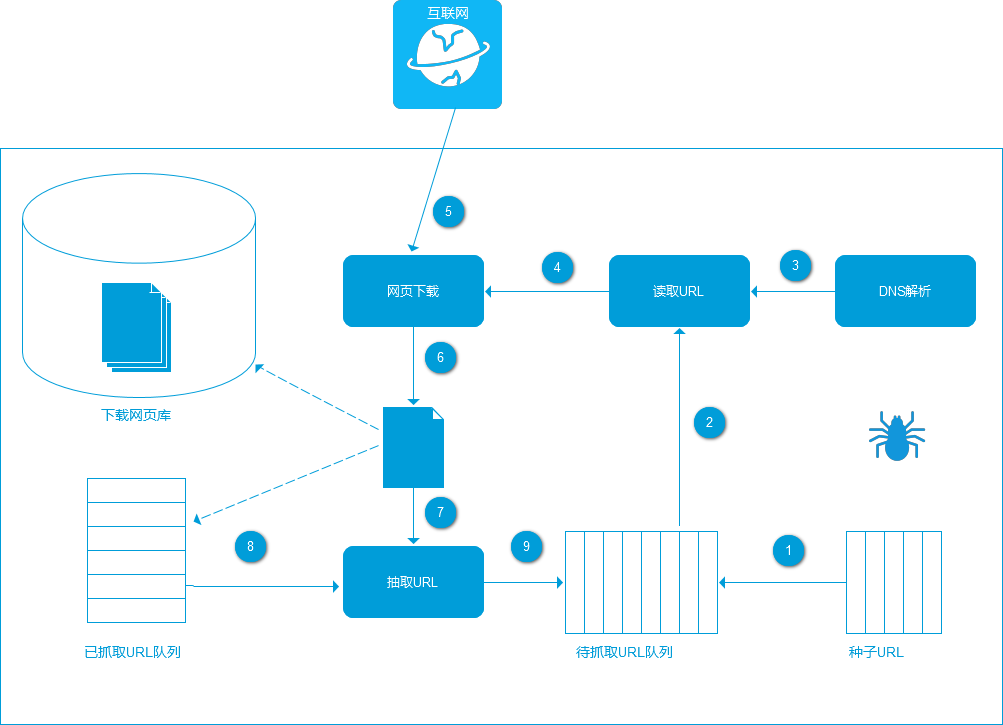 互联网
5
网页下载
4
读取URL
3
DNS解析
6
下载网页库
2
7
8
抽取URL
9
1
已抓取URL队列
待抓取URL队列
种子URL